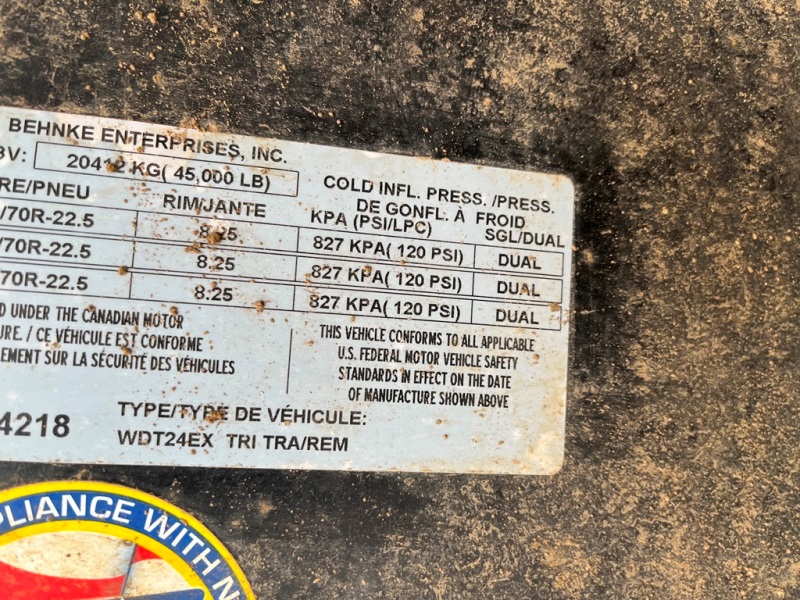 BEHNKE ENTERPRISES, INC.
BV: 20412 KG( 45,000 LB)
RE/PNEU RIM/JANTE COLD INFL. PRESS. /PRESS.
DE GONFL. À FROID
KPA (PSI/LPC) SGL/DUAL
/70R-22.5 8.25 827 KPA( 120 PSI) DUAL
/70R-22.5 8.25 827 KPA( 120 PSI) DUAL
/70R-22.5 8.25 827 KPA( 120 PSI) DUAL
D UNDER THE CANADIAN MOTOR
URE. / CE VÉHICULE EST CONFORME
LEMENT SUR LA SÉCURITÉ DES VÉHICULES
THIS VEHICLE CONFORMS TO ALL APPLICABLE
U.S. FEDERAL MOTOR VEHICLE SAFETY
STANDARDS IN EFFECT ON THE DATE
OF MANUFACTURE SHOWN ABOVE
4218 TYPE/TYPE DE VÉHICULE:
WDT24EX TRI TRA/REM
PLIANCE WITH N